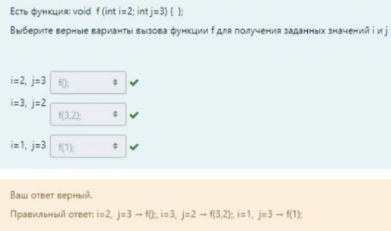 Есть функция: void f (int i=2; int j=3) { };
Выберите верные варианты вызова функции f для получения заданных значений i и j
i=2, j=3 f();
i=3, j=2
f(3,2);
i=1, j=3 f(1);
Ваш ответ верный.
Правильный ответ: i=2, j=3 → f();, i=3, j=2 → f(3,2);, i=1, j=3 → f(1);